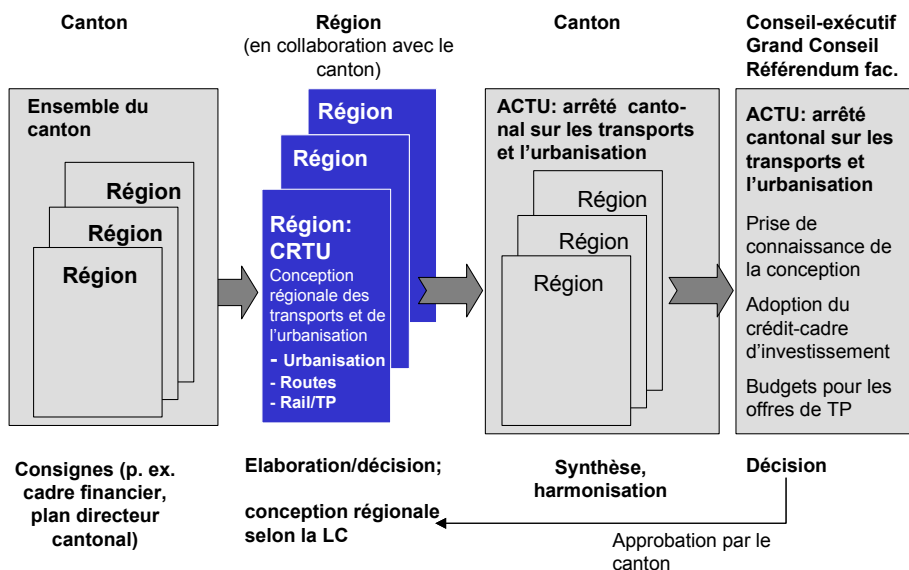 Canton
Région
(en collaboration avec le
canton)
Canton
Conseil-exécutif
Grand Conseil
Référendum fac.
Ensemble du
canton
Région
Région
Région
Région
Région
Région:
CRTU
Conception
régionale des
transports et de
l'urbanisation
- Urbanisation
- Routes
- Rail/TP
ACTU: arrêté canto-
nal sur les transports
et l'urbanisation
Région
Région
Région
ACTU: arrêté
cantonal sur les
transports et
l'urbanisation
Prise de
connaissance de
la conception
Adoption du
crédit-cadre
d'investissement
Budgets pour les
offres de TP
Consignes (p. ex.
cadre financier,
plan directeur
cantonal)
Elaboration/décision;
conception régionale
selon la LC
Synthèse,
harmonisation
Décision
Approbation par le
canton